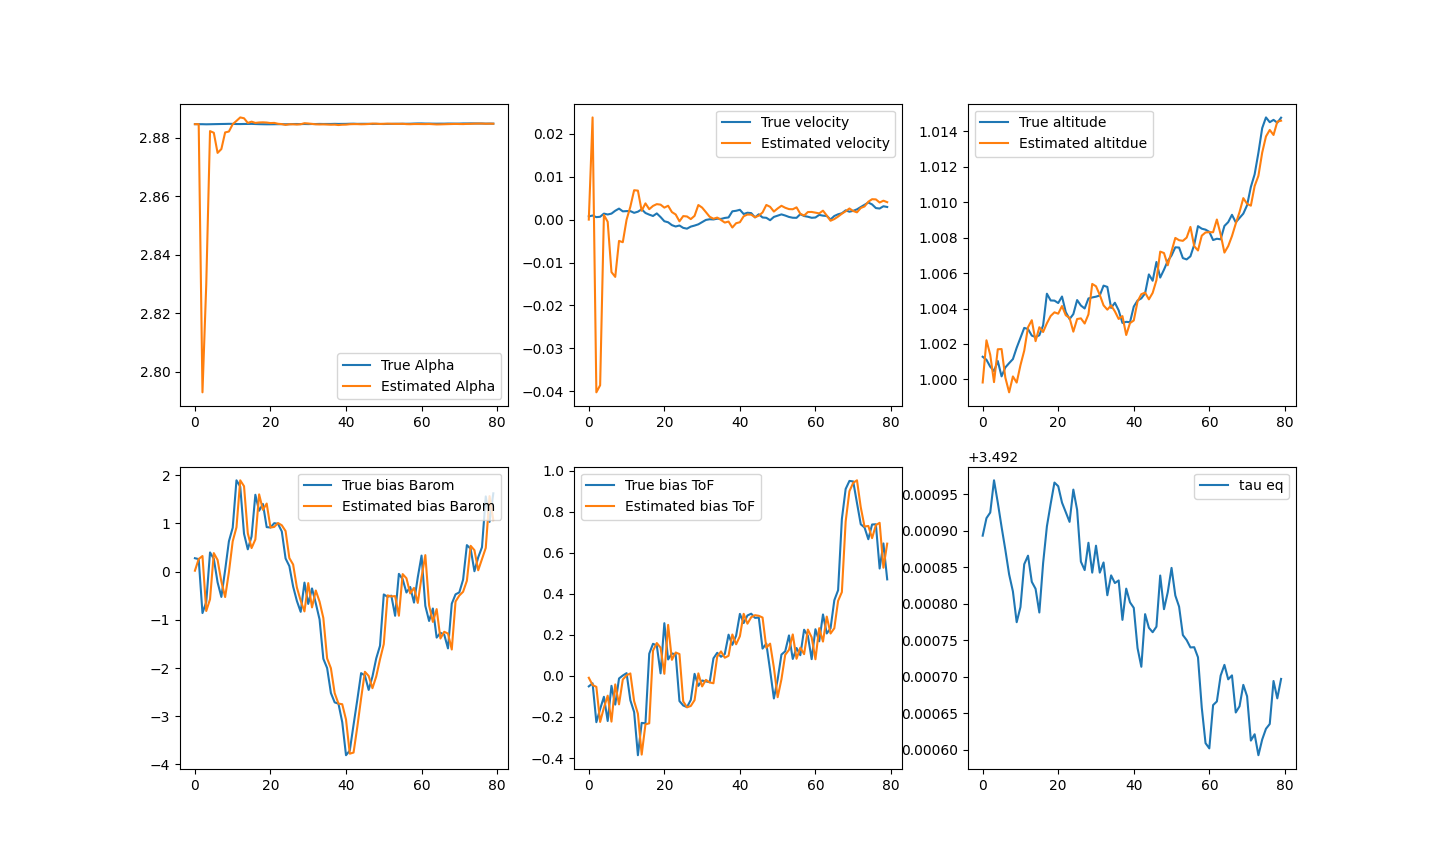 True Alpha
Estimated Alpha
2.88
2.86
2.84
2.82
2.80
0 20 40 60 80
True velocity
Estimated velocity
0.02
0.01
0.00
−0.01
−0.02
−0.03
−0.04
0 20 40 60 80
True altitude
Estimated altitdue
1.014
1.012
1.010
1.008
1.006
1.004
1.002
1.000
0 20 40 60 80
True bias Barom
Estimated bias Barom
2
1
0
−1
−2
−3
−4
0 20 40 60 80
True bias ToF
Estimated bias ToF
1.0
0.8
0.6
0.4
0.2
0.0
−0.2
−0.4
0 20 40 60 80
+3.492
tau eq
0.00095
0.00090
0.00085
0.00080
0.00075
0.00070
0.00065
0.00060
0 20 40 60 80